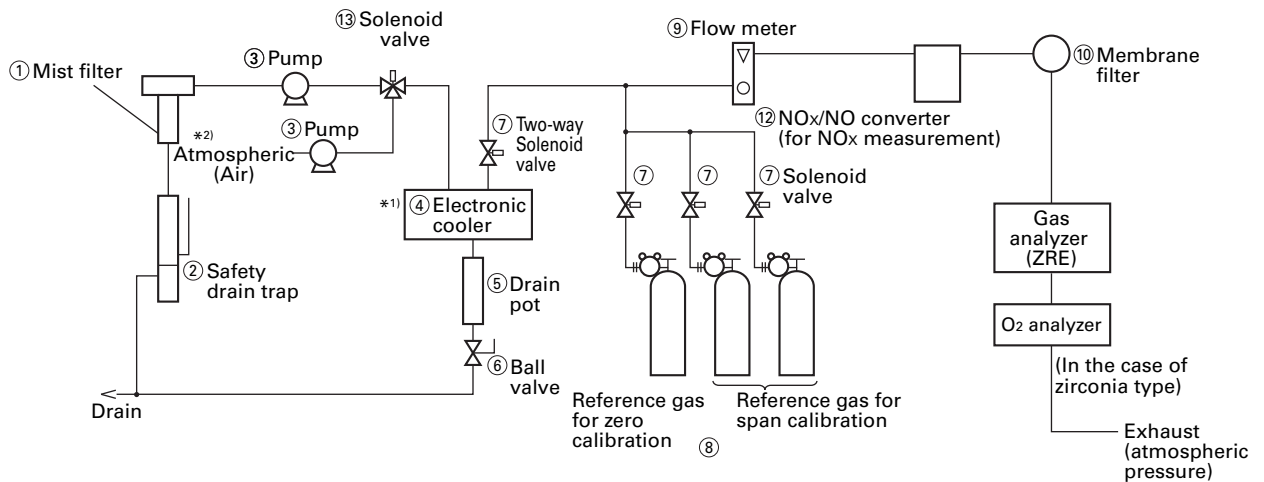 ⑬ Solenoid
valve
① Mist filter
③ Pump
*2)
Atmospheric
(Air)
③ Pump
⑦ Two-way
Solenoid
valve
*1)
④ Electronic
cooler
② Safety
drain trap
⑤ Drain
pot
⑥ Ball
valve
Drain
⑨ Flow meter
⑩ Membrane
filter
⑫ NOx/NO converter
(for NOx measurement)
⑦
⑦
⑦ Solenoid
valve
Reference gas
for zero
calibration
Reference gas for
span calibration
⑧
Gas
analyzer
(ZRE)
O2 analyzer
(In the case of
zirconia type)
Exhaust
(atmospheric
pressure)